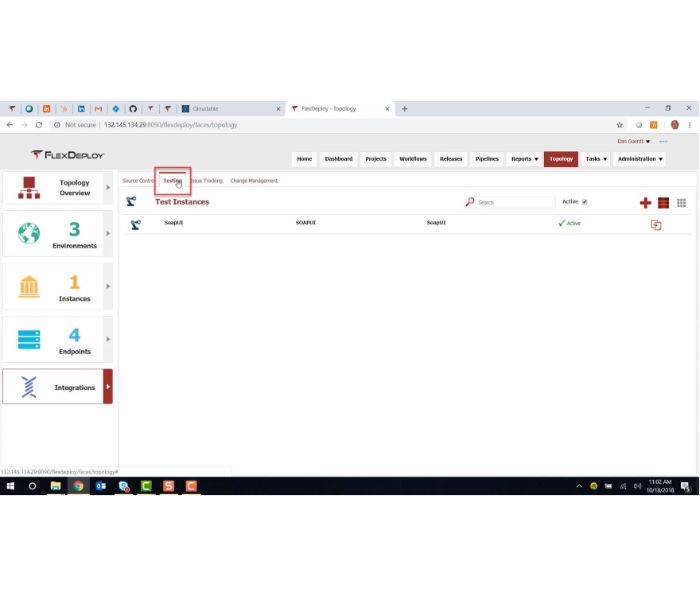 Cloudable
FlexDeploy - Topology
Not secure | 132.145.134.29:8090/flexdeploy/faces/topology
Dan Goerdt
FLEXDEPLOY
Home Dashboard Projects Workflows Releases Pipelines Reports Topology Tasks Administration
Source Control Testing Issue Tracking Change Management
Topology Overview
Test Instances
Search
Active
SoapUI SOAPUI SoapUI Active
3
Environments
1
Instances
4
Endpoints
Integrations
132.145.134.29:8090/flexdeploy/faces/topology#
11:02 AM
10/18/2018